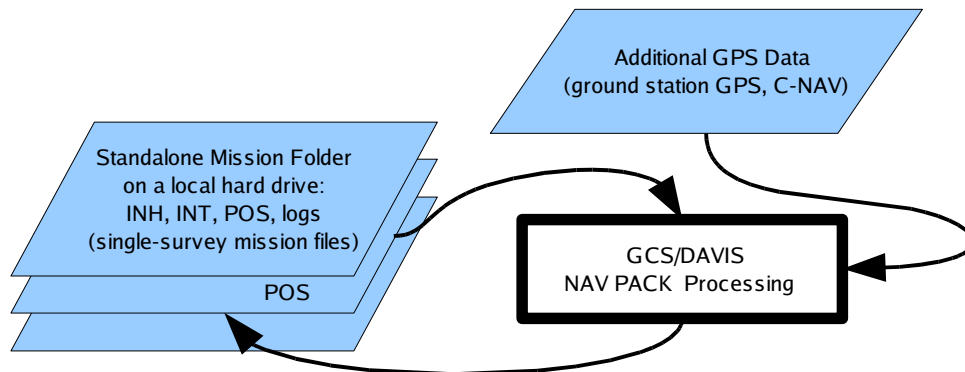 Additional GPS Data
(ground station GPS, C-NAV)
Standalone Mission Folder
on a local hard drive:
INH, INT, POS, logs
(single-survey mission files)
POS
GCS/DAVIS
NAV PACK Processing